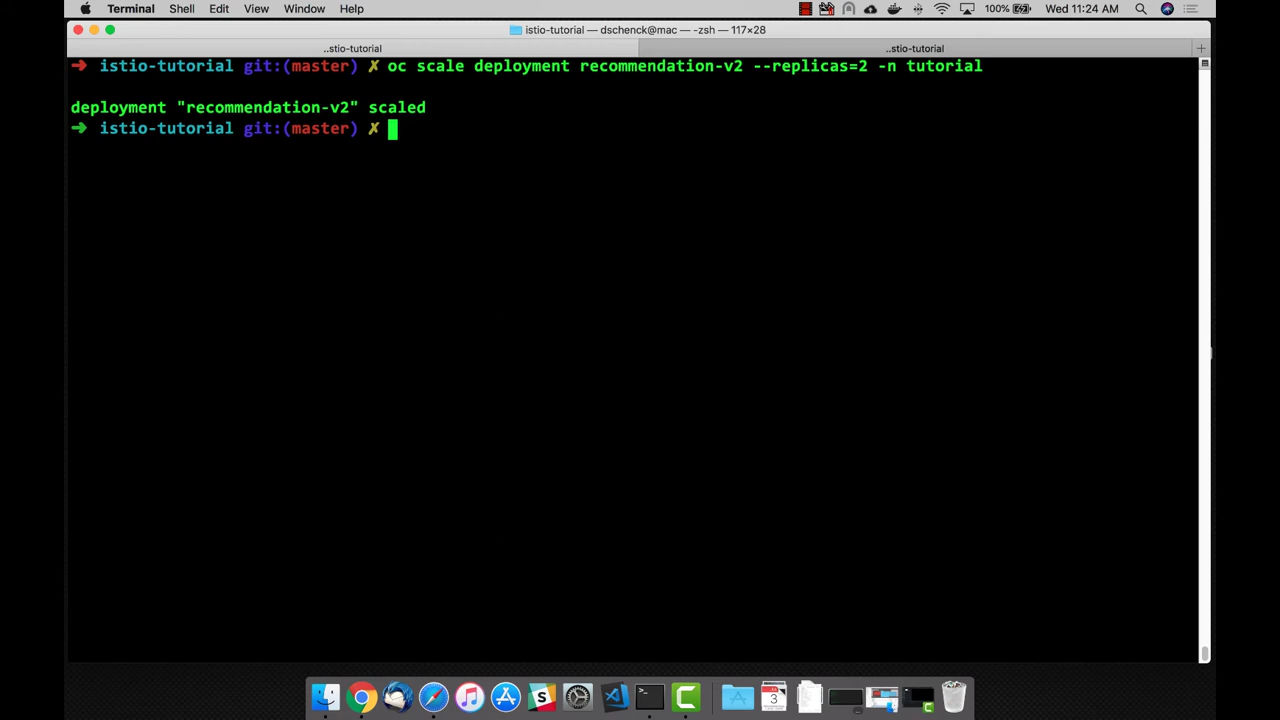 Terminal Shell Edit View Window Help 100% Wed 11:24 AM
istio-tutorial — dschenck@mac — -zsh — 117×28
..stio-tutorial ..stio-tutorial +
➜ istio-tutorial git:(master) ✗ oc scale deployment recommendation-v2 --replicas=2 -n tutorial
deployment "recommendation-v2" scaled
➜ istio-tutorial git:(master) ✗
3